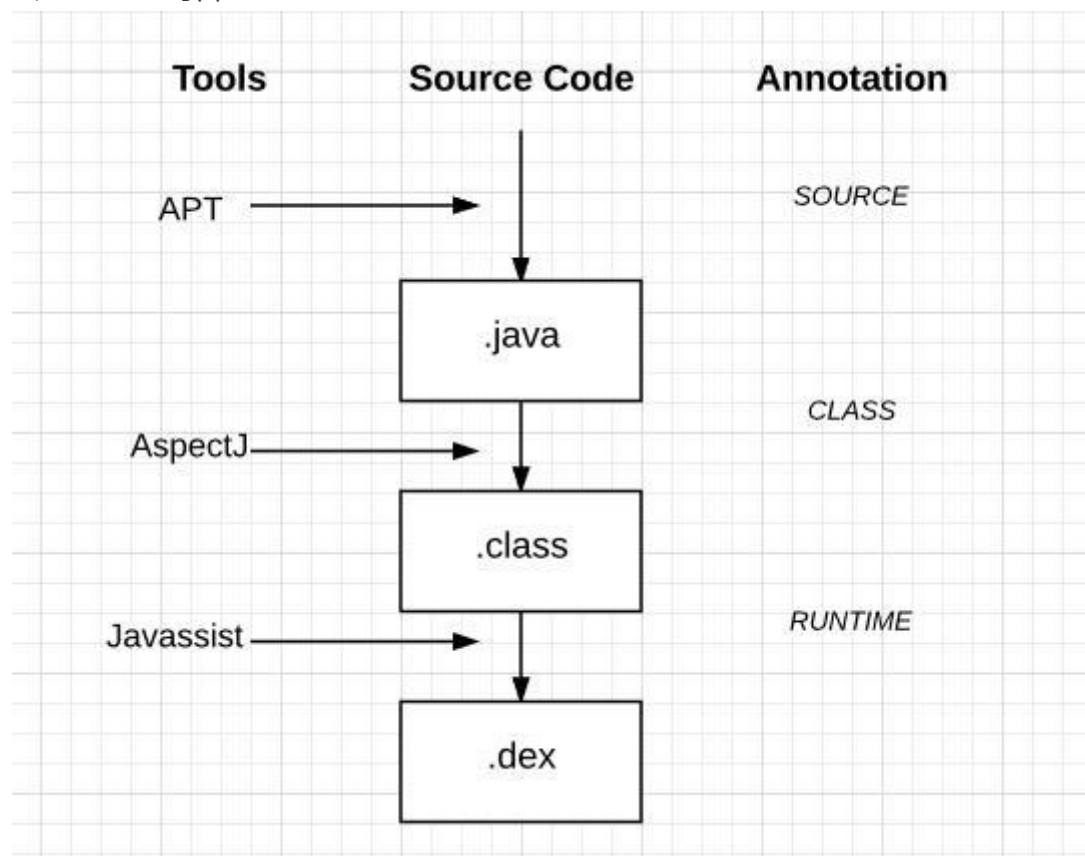 Tools Source Code Annotation
APT SOURCE
.java
CLASS
AspectJ
.class
RUNTIME
Javassist
.dex